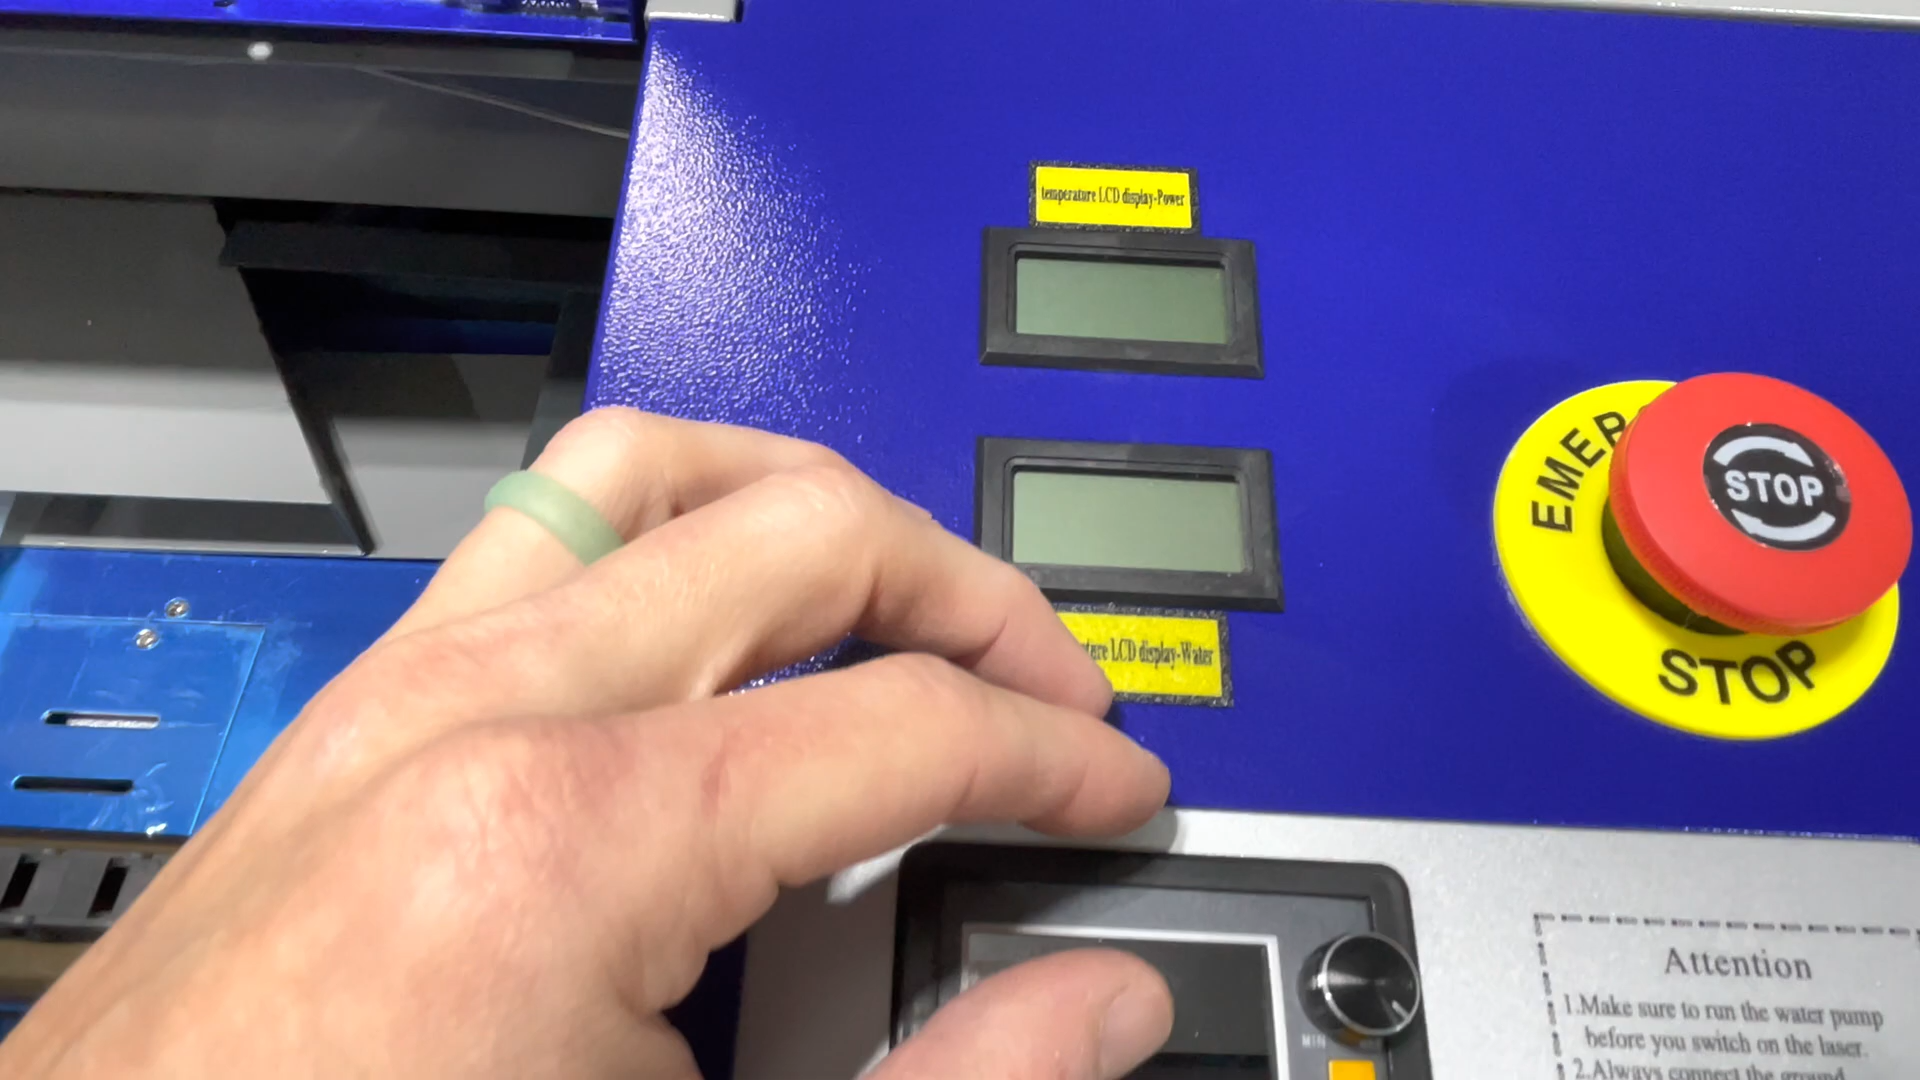 temperature LCD display-Power
EMER
STOP
STOP
LCD display-Water
Attention
1.Make sure to run the water pump
before you switch on the laser.
2.Always connect the ground
MIN